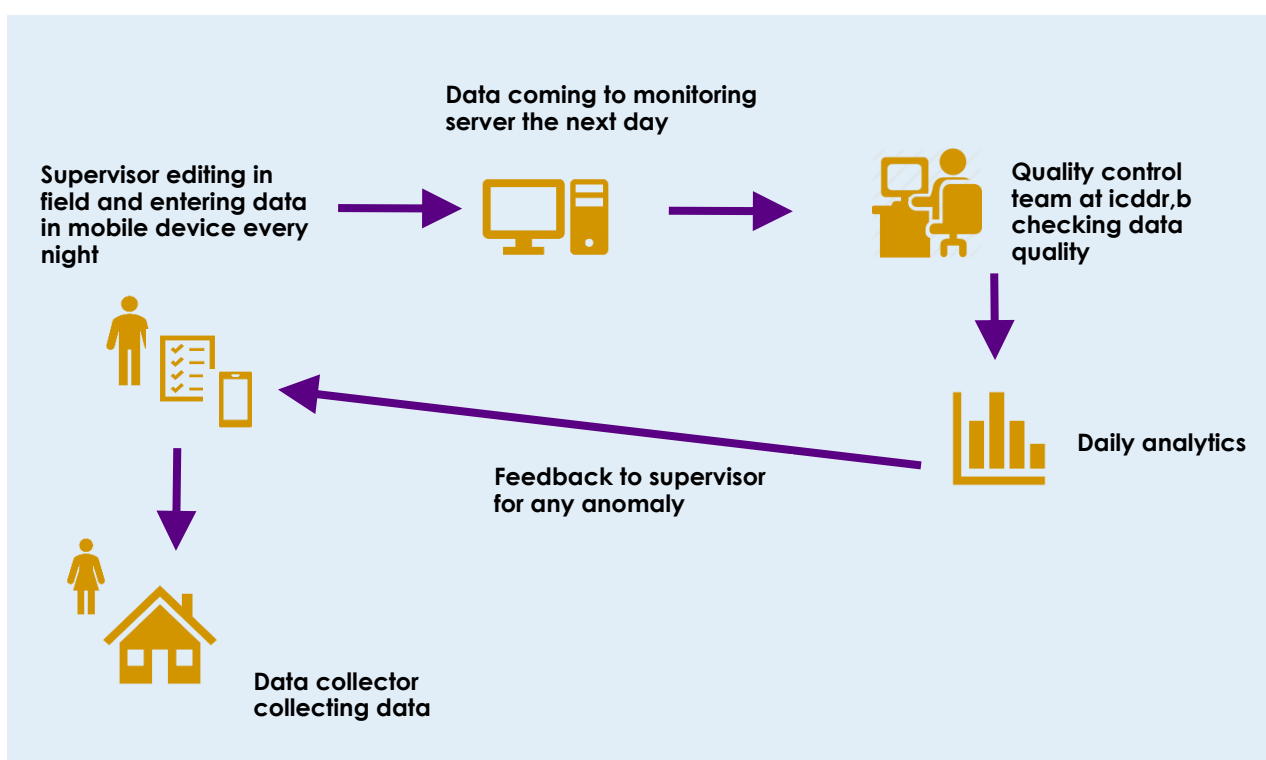 Data coming to monitoring
server the next day
Supervisor editing in
field and entering data
in mobile device every
night
Quality control
team at icddr,b
checking data
quality
Daily analytics
Feedback to supervisor
for any anomaly
Data collector
collecting data